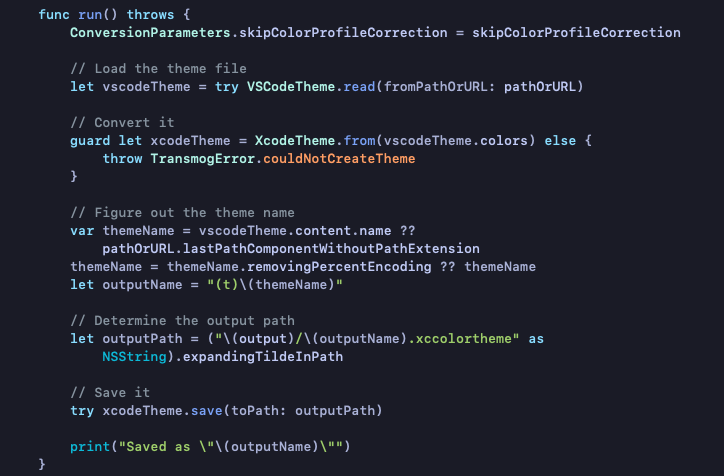 func run() throws {
    ConversionParameters.skipColorProfileCorrection = skipColorProfileCorrection

    // Load the theme file
    let vscodeTheme = try VSCodeTheme.read(fromPathOrURL: pathOrURL)

    // Convert it
    guard let xcodeTheme = XcodeTheme.from(vscodeTheme.colors) else {
        throw TransmogError.couldNotCreateTheme
    }

    // Figure out the theme name
    var themeName = vscodeTheme.content.name ??
        pathOrURL.lastPathComponentWithoutPathExtension
    themeName = themeName.removingPercentEncoding ?? themeName
    let outputName = "(t)\(themeName)"

    // Determine the output path
    let outputPath = ("\(output)/\(outputName).xccolortheme" as
        NSString).expandingTildeInPath

    // Save it
    try xcodeTheme.save(toPath: outputPath)

    print("Saved as \"\(outputName)\"")
}